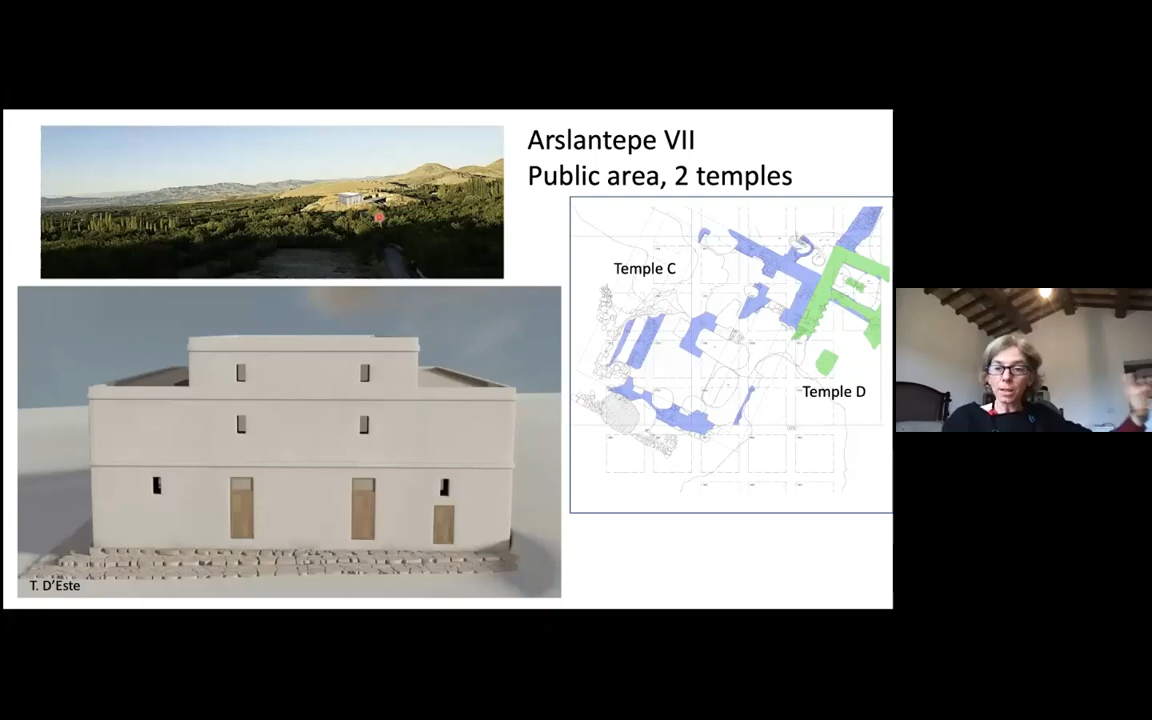 Arslantepe VII
Public area, 2 temples
Temple C
Temple D
T. D'Este